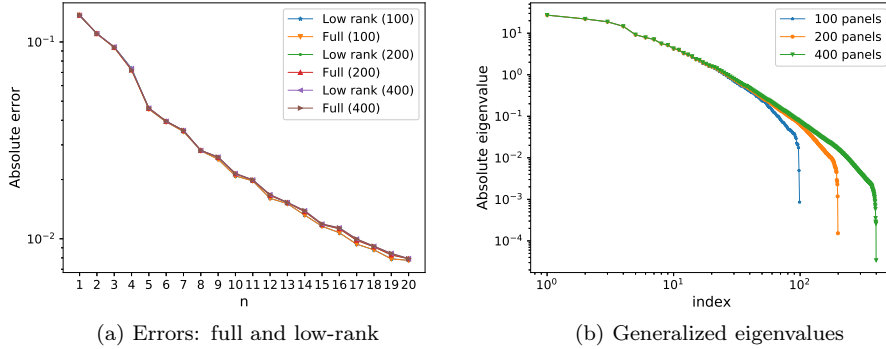 Absolute error
10⁻¹
10⁻²
1 2 3 4 5 6 7 8 9 10 11 12 13 14 15 16 17 18 19 20
n
Low rank (100)
Full (100)
Low rank (200)
Full (200)
Low rank (400)
Full (400)
(a) Errors: full and low-rank
Absolute eigenvalue
10¹
10⁰
10⁻¹
10⁻²
10⁻³
10⁻⁴
10⁰ 10¹ 10²
index
100 panels
200 panels
400 panels
(b) Generalized eigenvalues